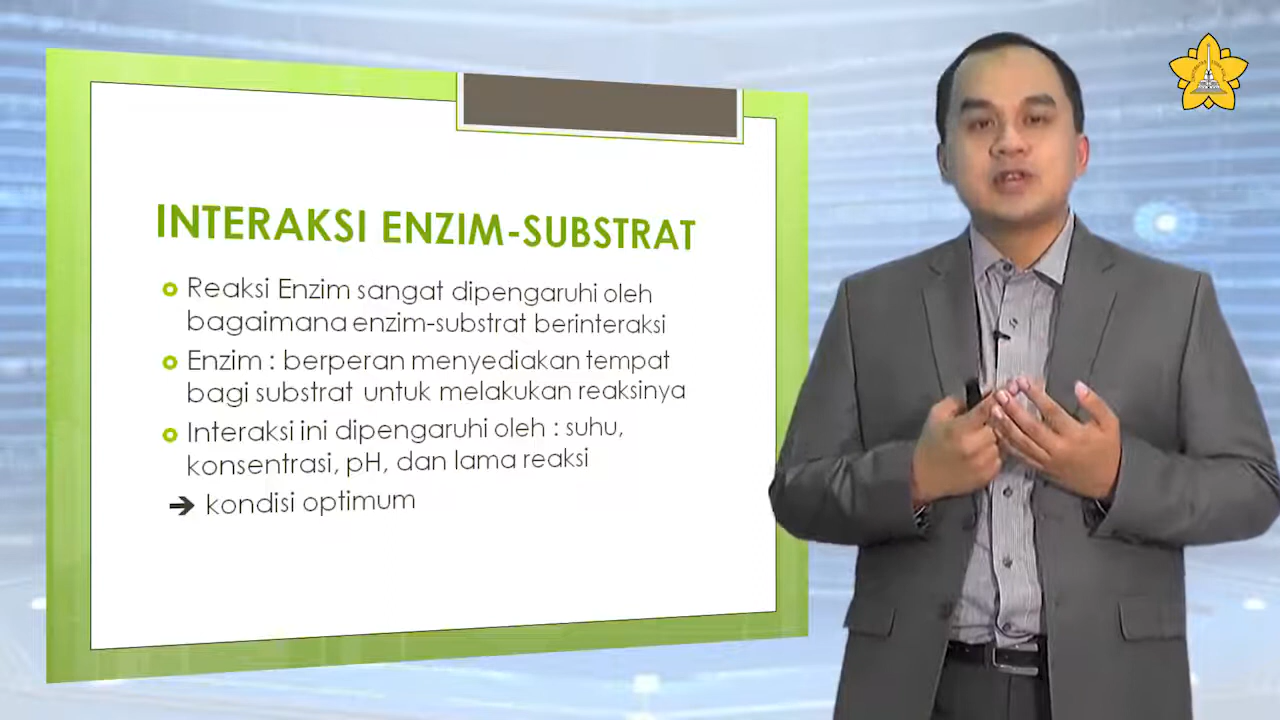 INTERAKSI ENZIM-SUBSTRAT
Reaksi Enzim sangat dipengaruhi oleh
bagaimana enzim-substrat berinteraksi
Enzim : berperan menyediakan tempat
bagi substrat untuk melakukan reaksinya
Interaksi ini dipengaruhi oleh : suhu,
konsentrasi, pH, dan lama reaksi
➔ kondisi optimum